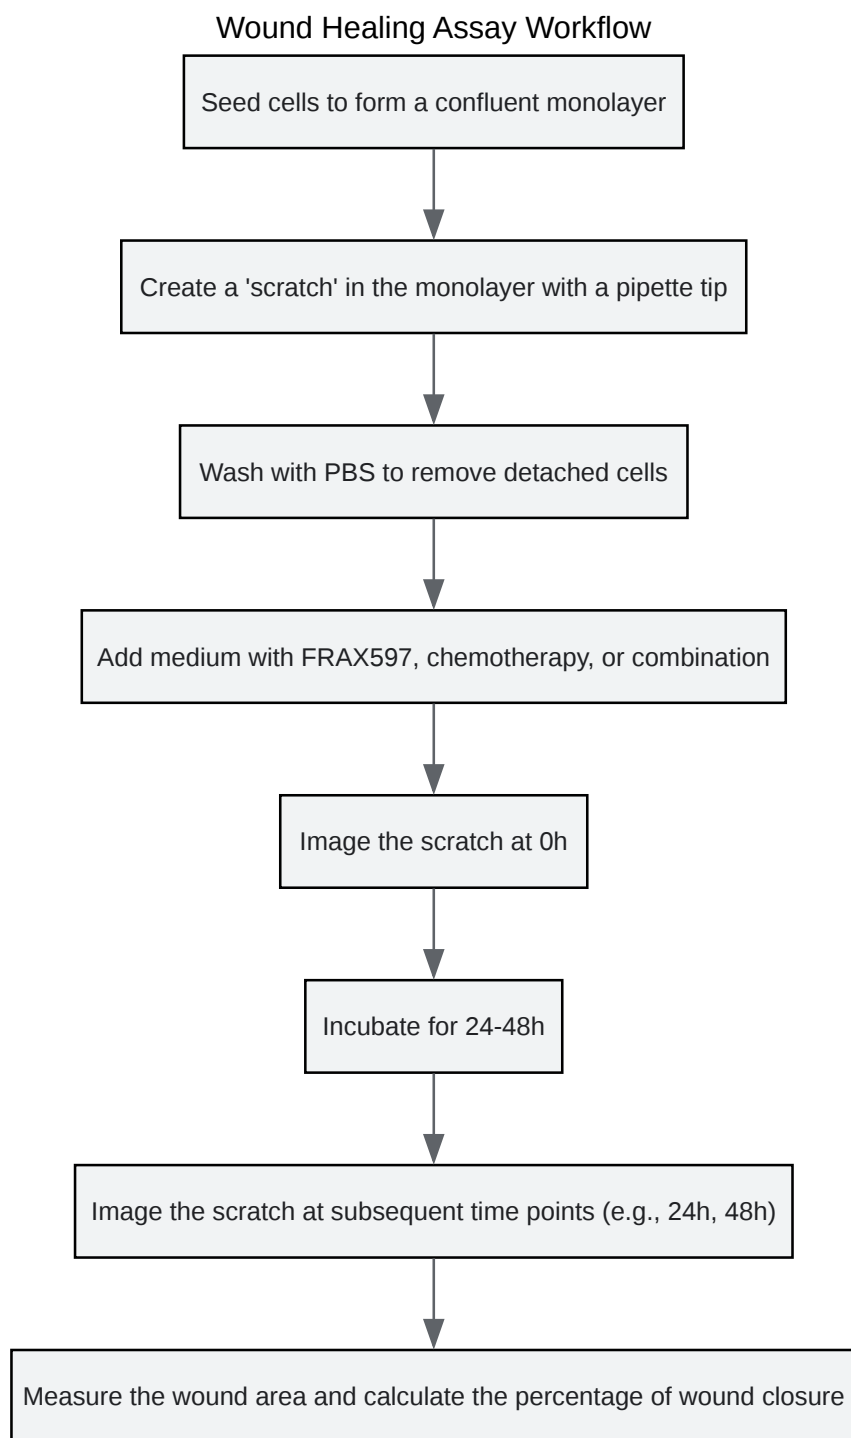 Wound Healing Assay Workflow
Seed cells to form a confluent monolayer
Create a 'scratch' in the monolayer with a pipette tip
Wash with PBS to remove detached cells
Add medium with FRAX597, chemotherapy, or combination
Image the scratch at 0h
Incubate for 24-48h
Image the scratch at subsequent time points (e.g., 24h, 48h)
Measure the wound area and calculate the percentage of wound closure